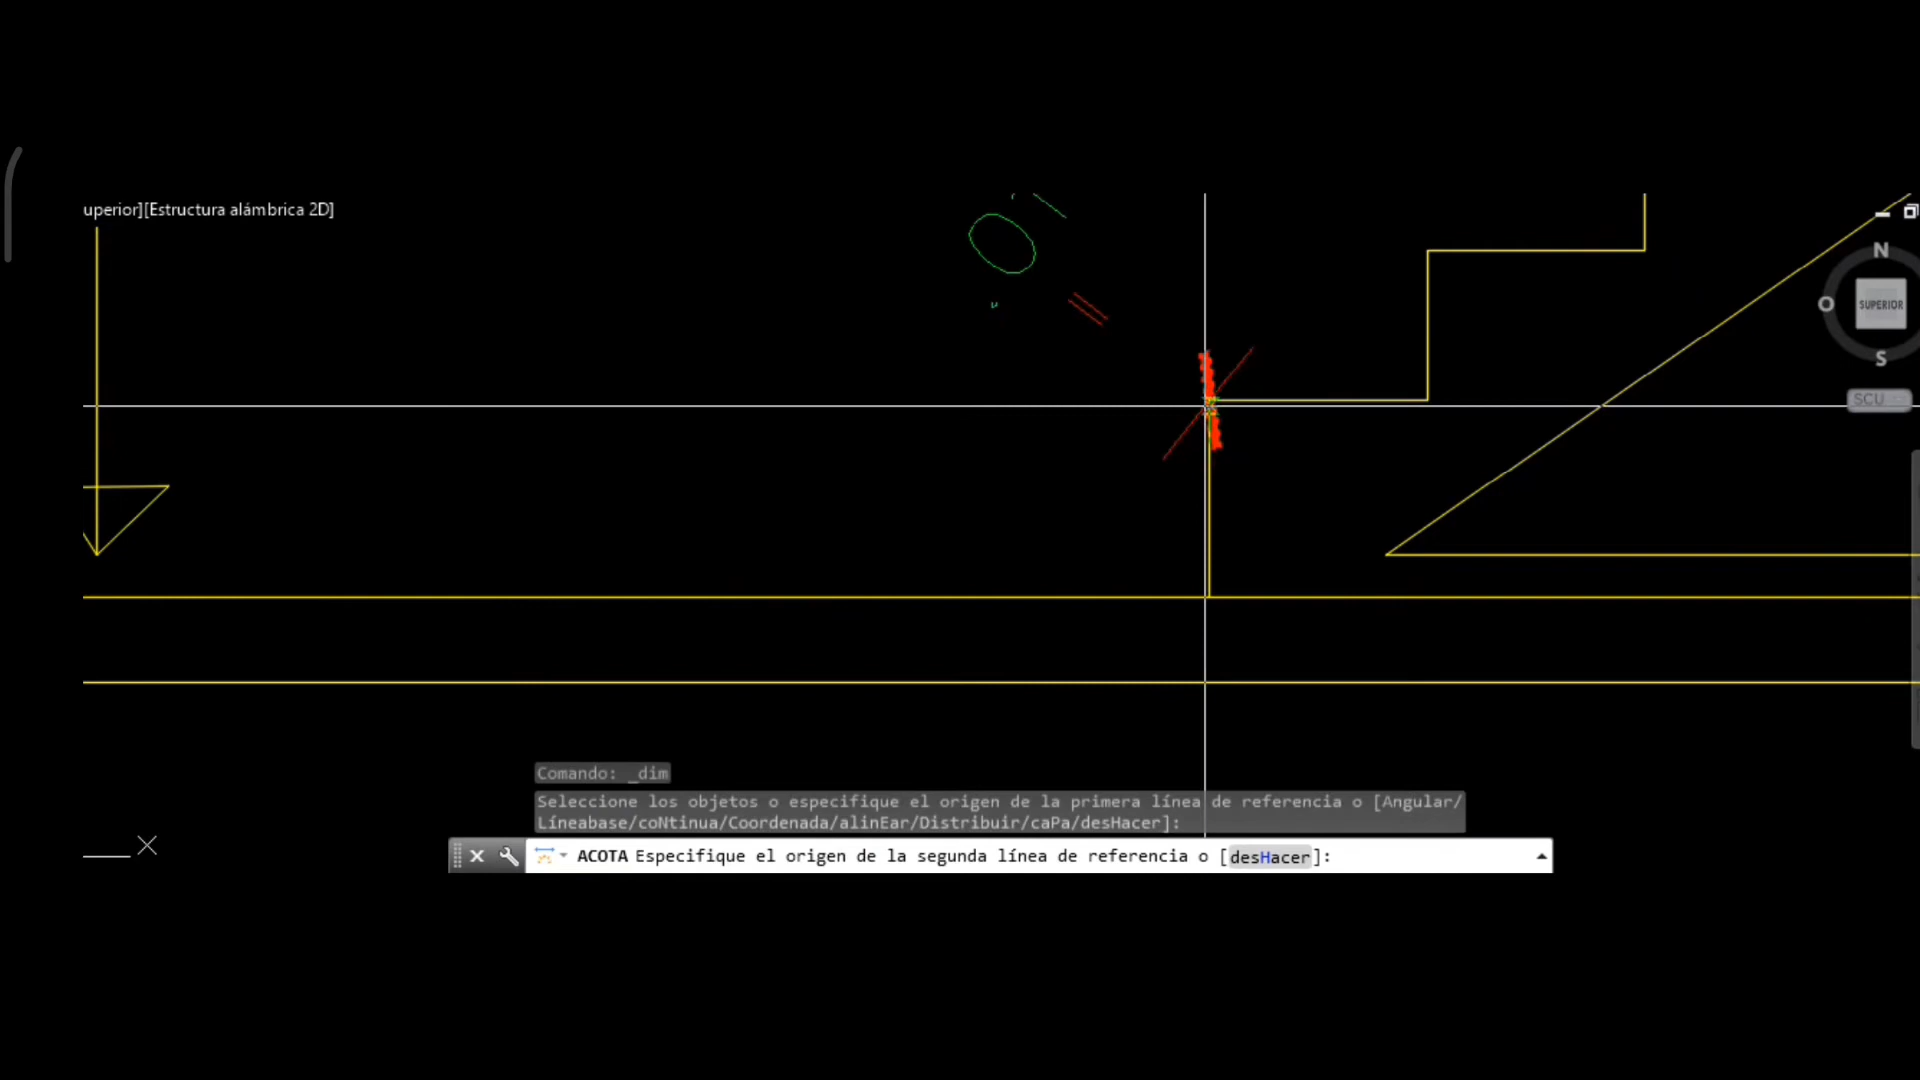 uperior][Estructura alámbrica 2D]
N
O
SUPERIOR
S
SCU
Comando: _dim
Seleccione los objetos o especifique el origen de la primera línea de referencia o [Angular/
Líneabase/coNtinua/Coordenada/alinEar/Distribuir/caPa/desHacer]:
ACOTA Especifique el origen de la segunda línea de referencia o [desHacer]: